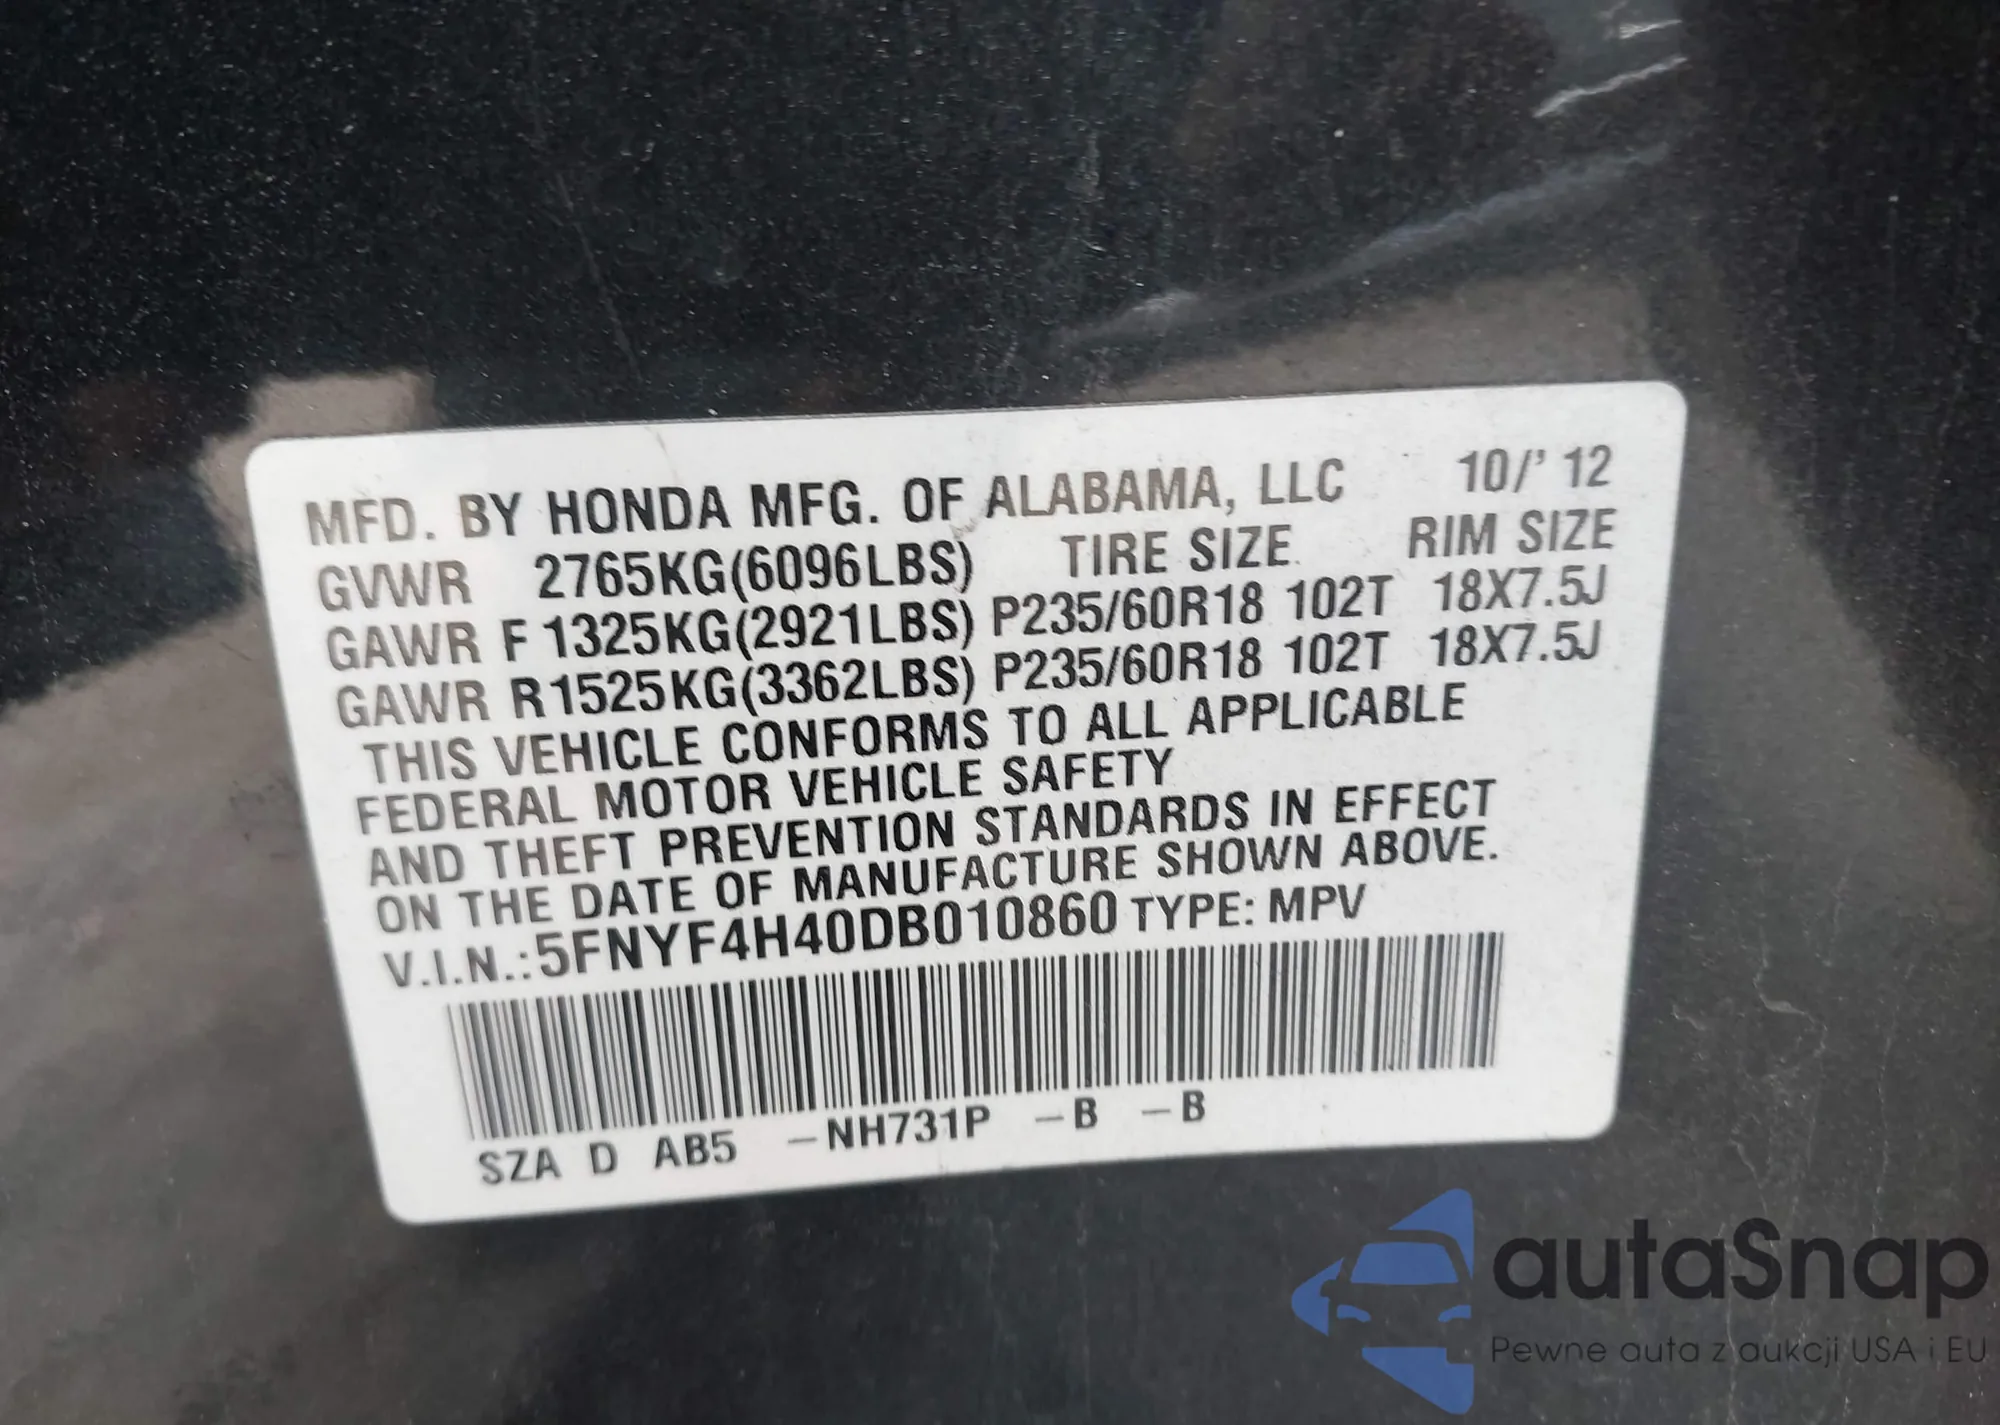 MFD. BY HONDA MFG. OF ALABAMA, LLC 10/' 12
GVWR 2765KG(6096LBS) TIRE SIZE RIM SIZE
GAWR F 1325KG(2921LBS) P235/60R18 102T 18X7.5J
GAWR R 1525KG(3362LBS) P235/60R18 102T 18X7.5J
THIS VEHICLE CONFORMS TO ALL APPLICABLE
FEDERAL MOTOR VEHICLE SAFETY
AND THEFT PREVENTION STANDARDS IN EFFECT
ON THE DATE OF MANUFACTURE SHOWN ABOVE.
V.I.N.:5FNYF4H40DB010860 TYPE: MPV
SZA D AB5 –NH731P –B –B
autaSnap
Pewne auta z aukcji USA i EU